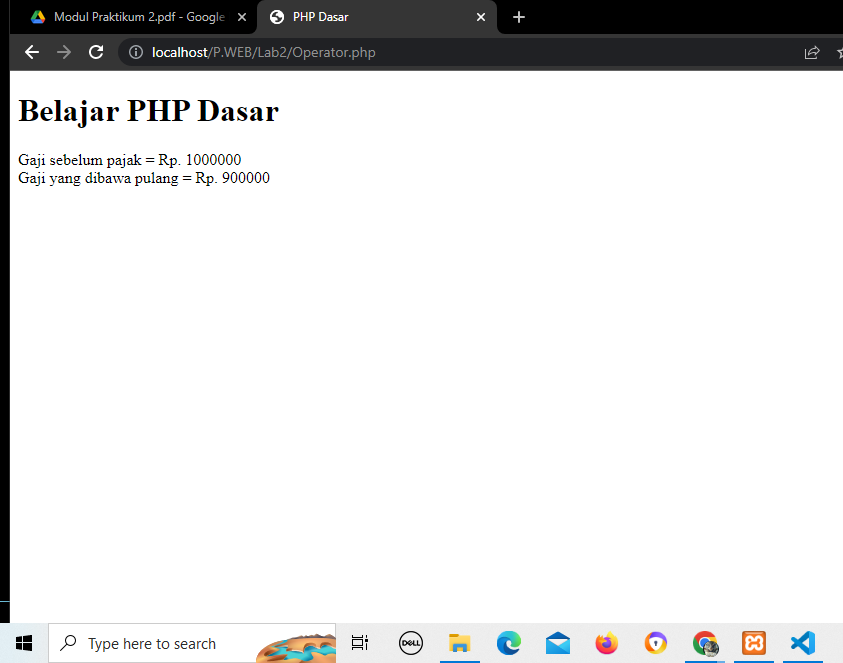 Modul Praktikum 2.pdf - Google
PHP Dasar
localhost/P.WEB/Lab2/Operator.php
Belajar PHP Dasar
Gaji sebelum pajak = Rp. 1000000
Gaji yang dibawa pulang = Rp. 900000
Type here to search
DELL